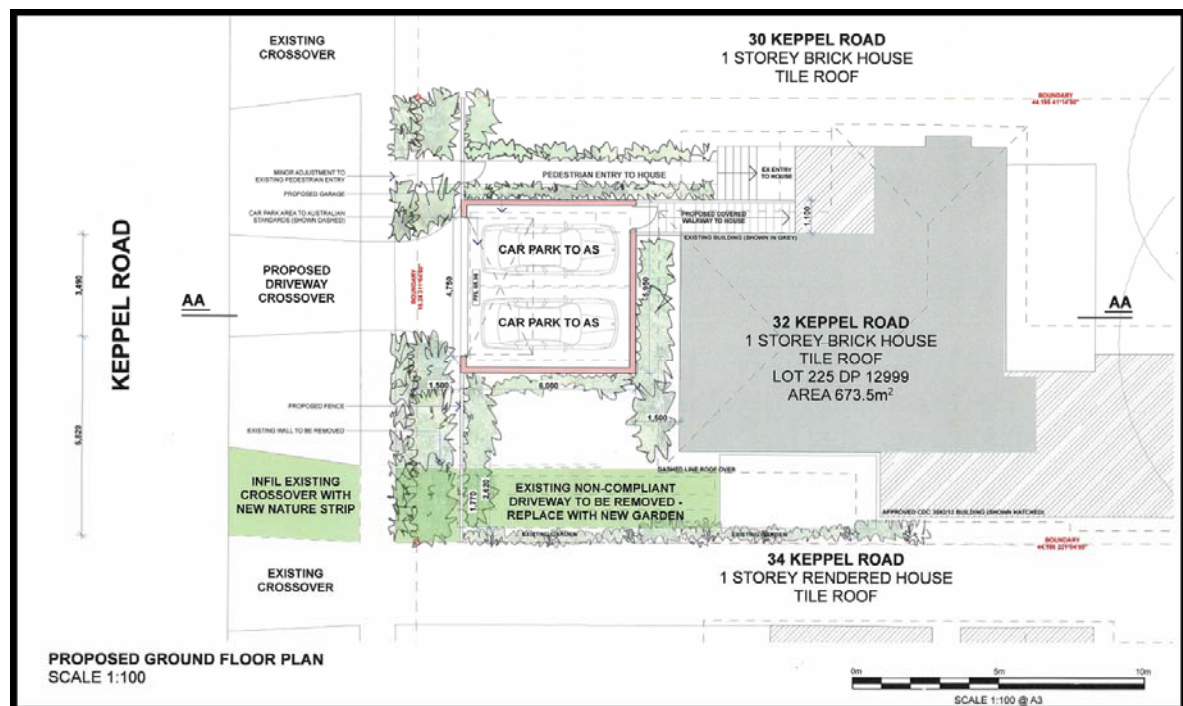 EXISTING
CROSSOVER
30 KEPPEL ROAD
1 STOREY BRICK HOUSE
TILE ROOF
BOUNDARY
MINOR ADJUSTMENT TO
EXISTING PEDESTRIAN ENTRY
PROPOSED GARAGE
CAR PARK AREA TO AUSTRALIAN
STANDARDS (SHOWN DASHED)
PEDESTRIAN ENTRY TO HOUSE
EX ENTRY
TO HOUSE
PROPOSED COVERED
WALKWAY TO HOUSE
1,100
EXISTING BUILDING (SHOWN IN GREY)
KEPPEL ROAD
3,490
5,829
AA
PROPOSED
DRIVEWAY
CROSSOVER
BOUNDARY
4,750
CAR PARK TO AS
CAR PARK TO AS
AA
32 KEPPEL ROAD
1 STOREY BRICK HOUSE
TILE ROOF
LOT 225 DP 12999
AREA 673.5m²
1,500
6,000
1,500
PROPOSED FENCE
EXISTING WALL TO BE REMOVED
DASHED LINE ROOF OVER
INFIL EXISTING
CROSSOVER WITH
NEW NATURE STRIP
1,770
2,420
EXISTING NON-COMPLIANT
DRIVEWAY TO BE REMOVED -
REPLACE WITH NEW GARDEN
EXISTING GARDEN
EXISTING GARDEN
BOUNDARY
EXISTING
CROSSOVER
34 KEPPEL ROAD
1 STOREY RENDERED HOUSE
TILE ROOF
PROPOSED GROUND FLOOR PLAN
SCALE 1:100
0m
5m
10m
SCALE 1:100 @ A3